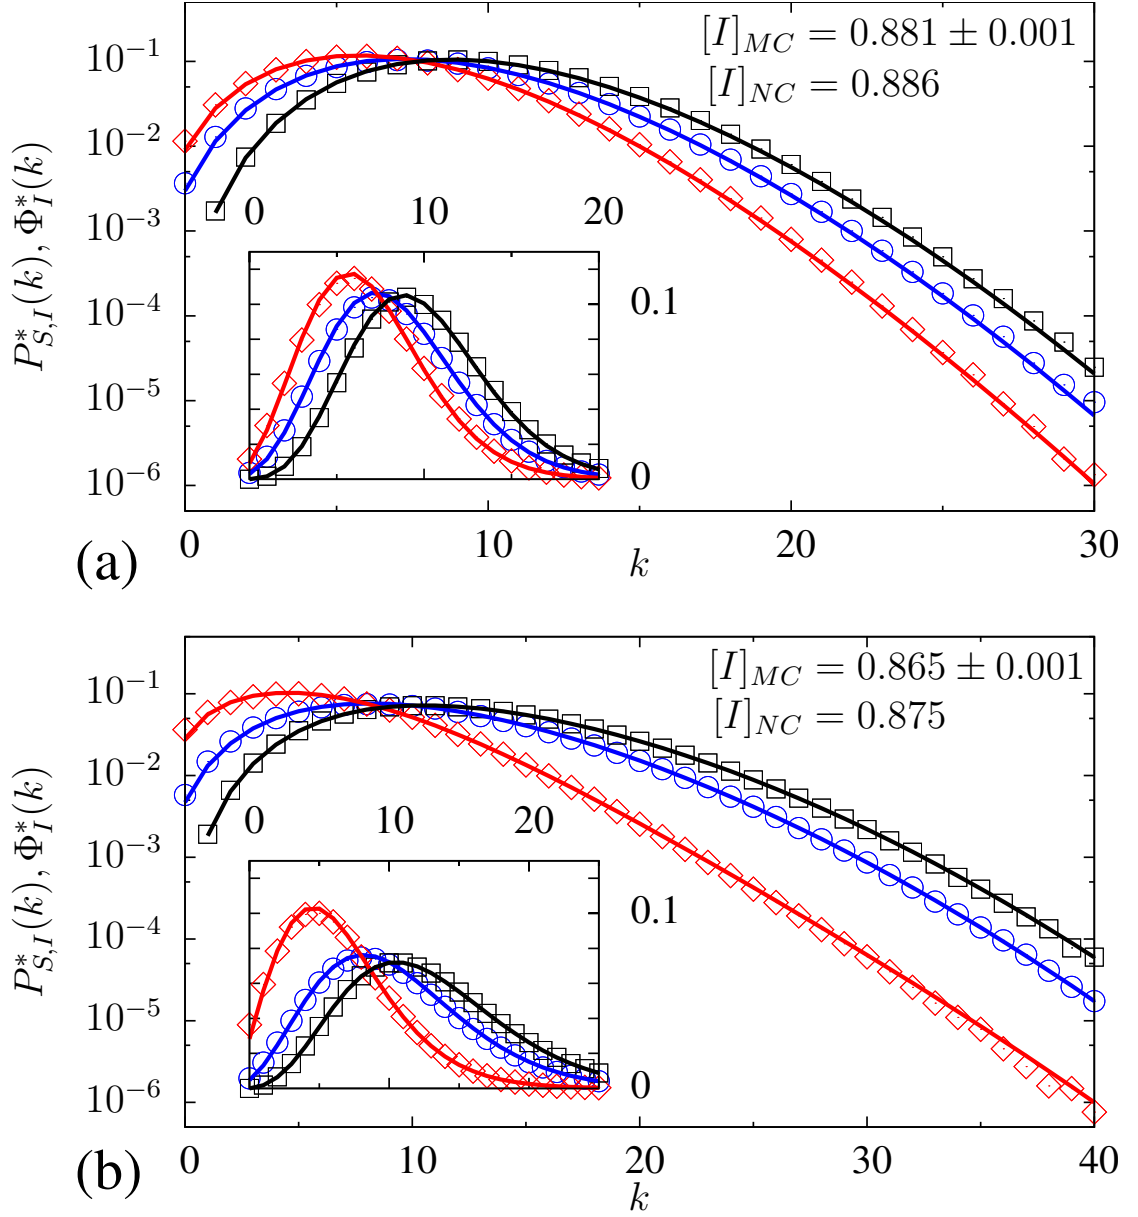 [I]_{MC} = 0.881 ± 0.001
[I]_{NC} = 0.886
10^{-1}
10^{-2}
10^{-3}
10^{-4}
10^{-5}
10^{-6}
P^*_{S,I}(k), Φ^*_I(k)
0 10 20
0.1
0
0 10 20 30
k
(a)
[I]_{MC} = 0.865 ± 0.001
[I]_{NC} = 0.875
10^{-1}
10^{-2}
10^{-3}
10^{-4}
10^{-5}
10^{-6}
P^*_{S,I}(k), Φ^*_I(k)
0 10 20
0.1
0
0 10 20 30 40
k
(b)